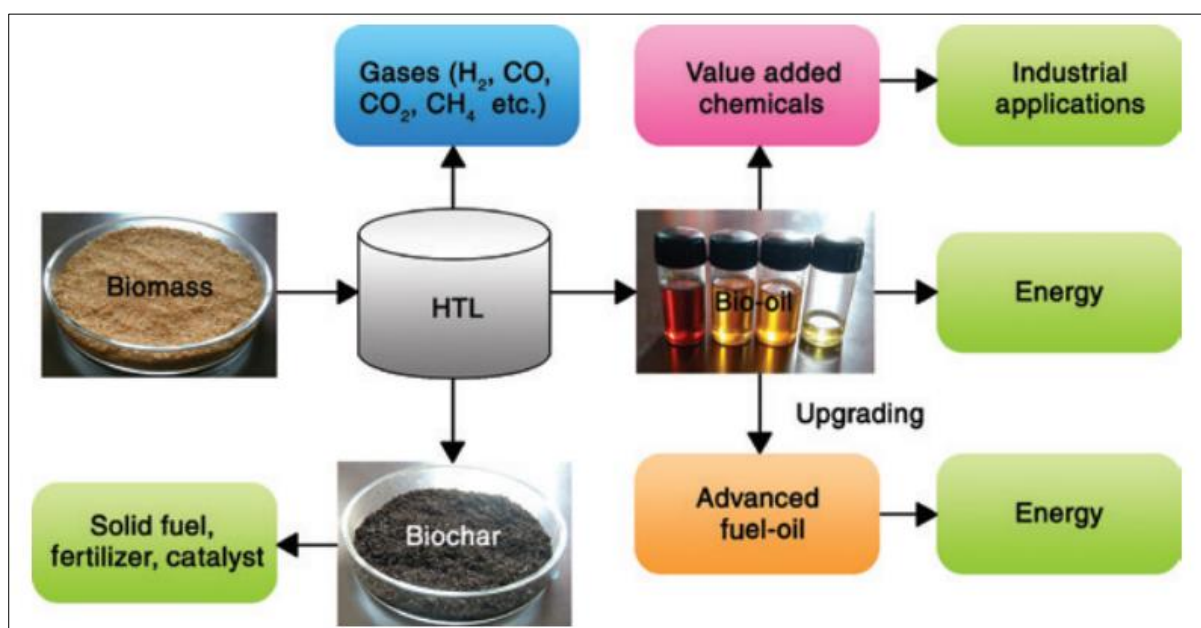 Gases (H₂, CO,
CO₂, CH₄ etc.)
Value added
chemicals
Industrial
applications
Biomass
HTL
Bio-oil
Energy
Upgrading
Solid fuel,
fertilizer, catalyst
Biochar
Advanced
fuel-oil
Energy